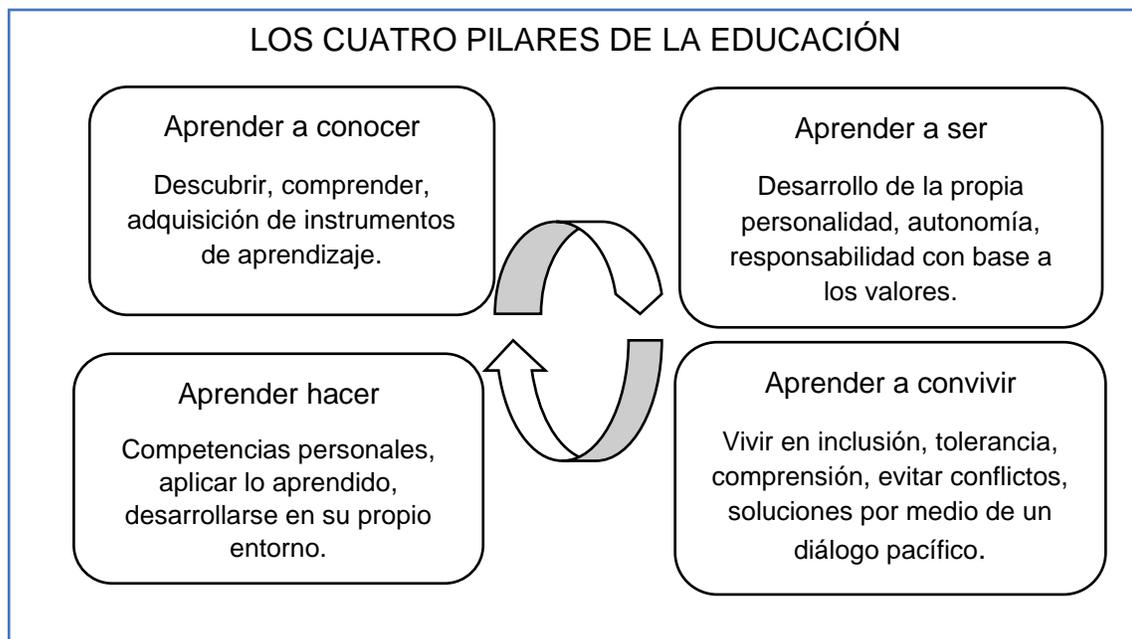 LOS CUATRO PILARES DE LA EDUCACIÓN
Aprender a conocer
Descubrir, comprender,
adquisición de instrumentos
de aprendizaje.
Aprender a ser
Desarrollo de la propia
personalidad, autonomía,
responsabilidad con base a
los valores.
Aprender hacer
Competencias personales,
aplicar lo aprendido,
desarrollarse en su propio
entorno.
Aprender a convivir
Vivir en inclusión, tolerancia,
comprensión, evitar conflictos,
soluciones por medio de un
diálogo pacífico.